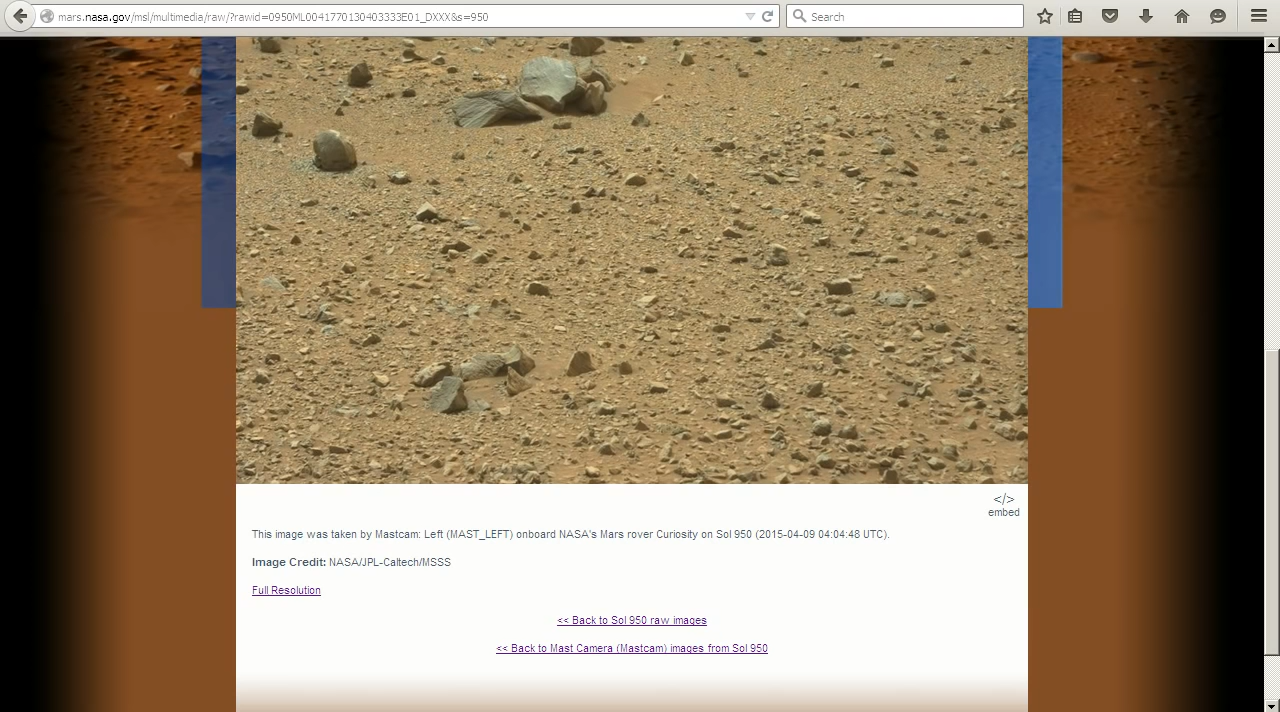 mars.nasa.gov/msl/multimedia/raw/?rawid=0950ML0041770130403333E01_DXXX&s=950
Search
</>
embed
This image was taken by Mastcam: Left (MAST_LEFT) onboard NASA's Mars rover Curiosity on Sol 950 (2015-04-09 04:04:48 UTC).
Image Credit: NASA/JPL-Caltech/MSSS
Full Resolution
<< Back to Sol 950 raw images
<< Back to Mast Camera (Mastcam) images from Sol 950